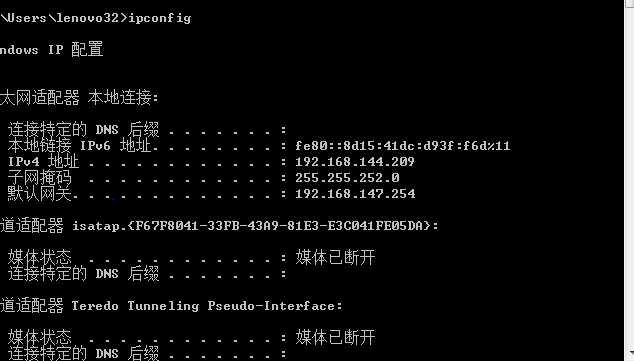 \Users\lenovo32>ipconfig
ndows IP 配置
太网适配器 本地连接:
连接特定的 DNS 后缀 . . . . . . . :
本地链接 IPv6 地址. . . . . . . . : fe80::8d15:41dc:d93f:f6d%11
IPv4 地址 . . . . . . . . . . . . : 192.168.144.209
子网掩码  . . . . . . . . . . . . : 255.255.252.0
默认网关. . . . . . . . . . . . . : 192.168.147.254
道适配器 isatap.{F67F8041-33FB-43A9-81E3-E3C041FE05DA}:
媒体状态  . . . . . . . . . . . . : 媒体已断开
连接特定的 DNS 后缀 . . . . . . . :
道适配器 Teredo Tunneling Pseudo-Interface:
媒体状态  . . . . . . . . . . . . : 媒体已断开
连接特定的 DNS 后缀 . . . . . . . :